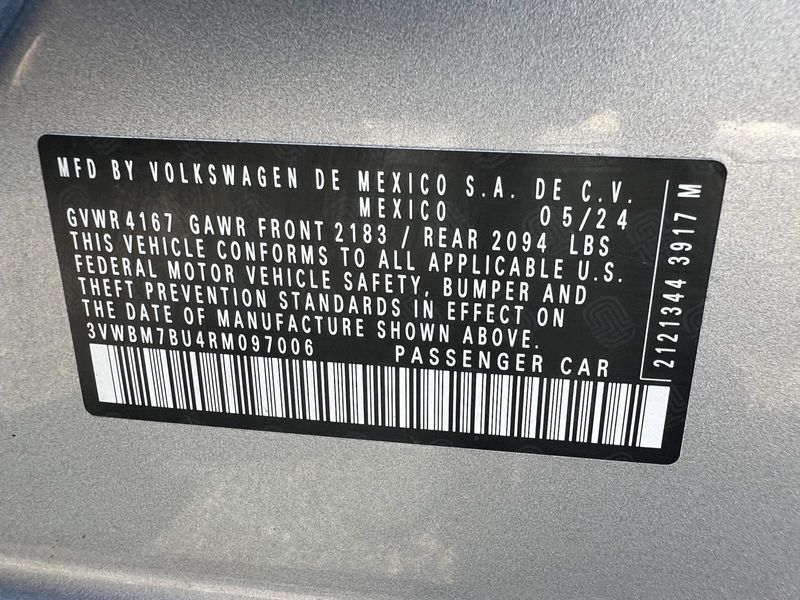 MFD BY VOLKSWAGEN DE MEXICO S.A. DE C.V.
MEXICO 05/24
GVWR 4167 GAWR FRONT 2183 / REAR 2094 LBS
THIS VEHICLE CONFORMS TO ALL APPLICABLE U.S.
FEDERAL MOTOR VEHICLE SAFETY, BUMPER AND
THEFT PREVENTION STANDARDS IN EFFECT ON
THE DATE OF MANUFACTURE SHOWN ABOVE.
3VWBM7BU4RM097006 PASSENGER CAR
2121344 3917 M